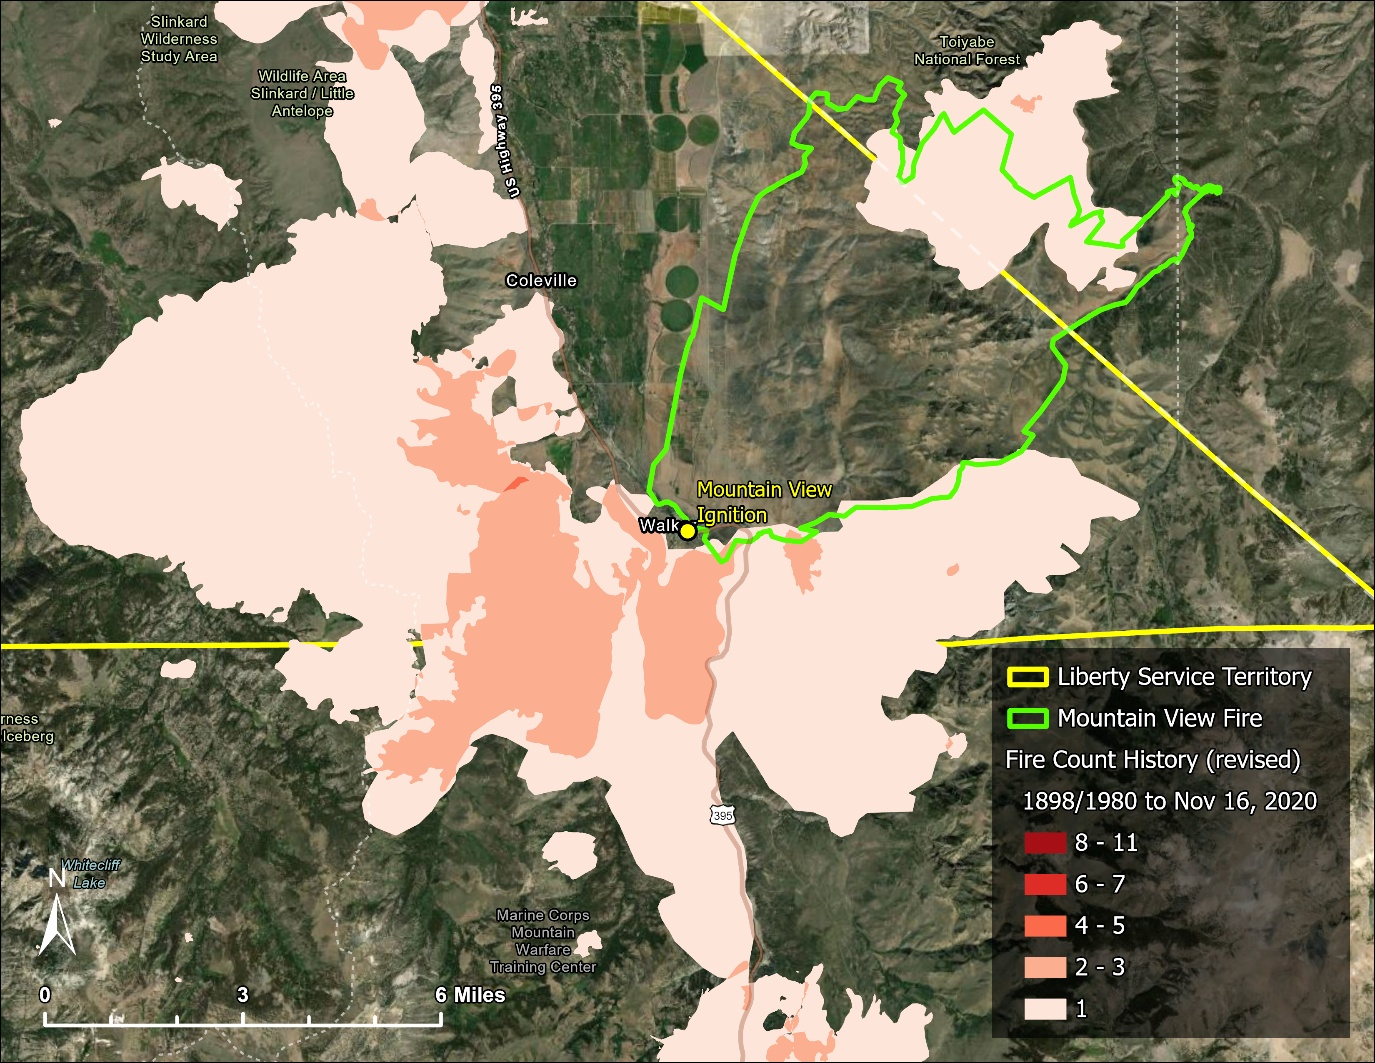 Slinkard
Wilderness
Study Area
Wildlife Area
Slinkard / Little
Antelope
US Highway 395
Toiyabe
National Forest
Coleville
Mountain View
Ignition
Walk
rness
Iceberg
395
Whitecliff
Lake
N
Marine Corps
Mountain
Warfare
Training Center
0 3 6 Miles
Liberty Service Territory
Mountain View Fire
Fire Count History (revised)
1898/1980 to Nov 16, 2020
8 - 11
6 - 7
4 - 5
2 - 3
1